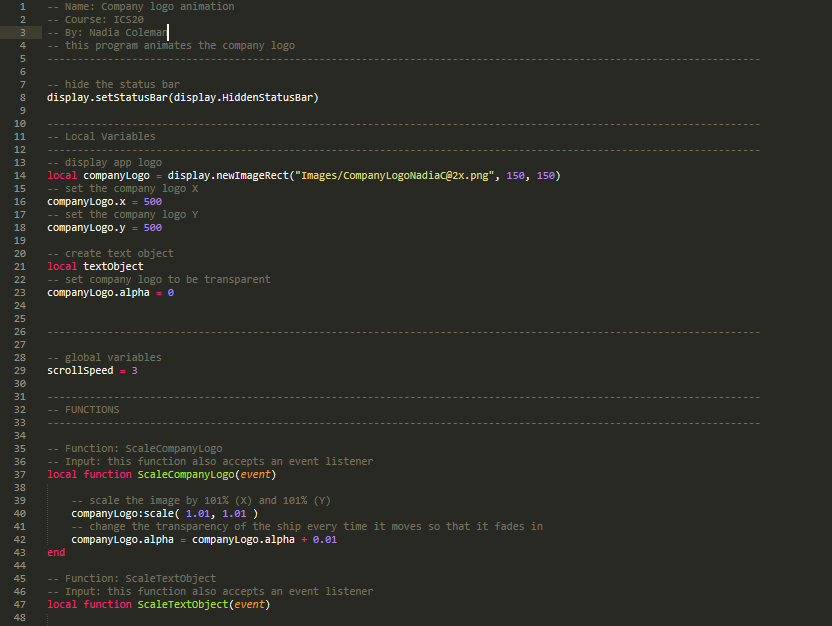 1 -- Name: Company logo animation
2 -- Course: ICS20
3 -- By: Nadia Coleman
4 -- this program animates the company logo
5 -----------------------------------------------------------------------------------------------------------------------
6
7 -- hide the status bar
8 display.setStatusBar(display.HiddenStatusBar)
9
10 -----------------------------------------------------------------------------------------------------------------------
11 -- Local Variables
12 -----------------------------------------------------------------------------------------------------------------------
13 -- display app logo
14 local companyLogo = display.newImageRect("Images/CompanyLogoNadiaC@2x.png", 150, 150)
15 -- set the company logo X
16 companyLogo.x = 500
17 -- set the company logo Y
18 companyLogo.y = 500
19
20 -- create text object
21 local textObject
22 -- set company logo to be transparent
23 companyLogo.alpha = 0
24
25
26 -----------------------------------------------------------------------------------------------------------------------
27
28 -- global variables
29 scrollSpeed = 3
30
31 -----------------------------------------------------------------------------------------------------------------------
32 -- FUNCTIONS
33 -----------------------------------------------------------------------------------------------------------------------
34
35 -- Function: ScaleCompanyLogo
36 -- Input: this function also accepts an event listener
37 local function ScaleCompanyLogo(event)
38
39 -- scale the image by 101% (X) and 101% (Y)
40 companyLogo:scale( 1.01, 1.01 )
41 -- change the transparency of the ship every time it moves so that it fades in
42 companyLogo.alpha = companyLogo.alpha + 0.01
43 end
44
45 -- Function: ScaleTextObject
46 -- Input: this function also accepts an event listener
47 local function ScaleTextObject(event)
48